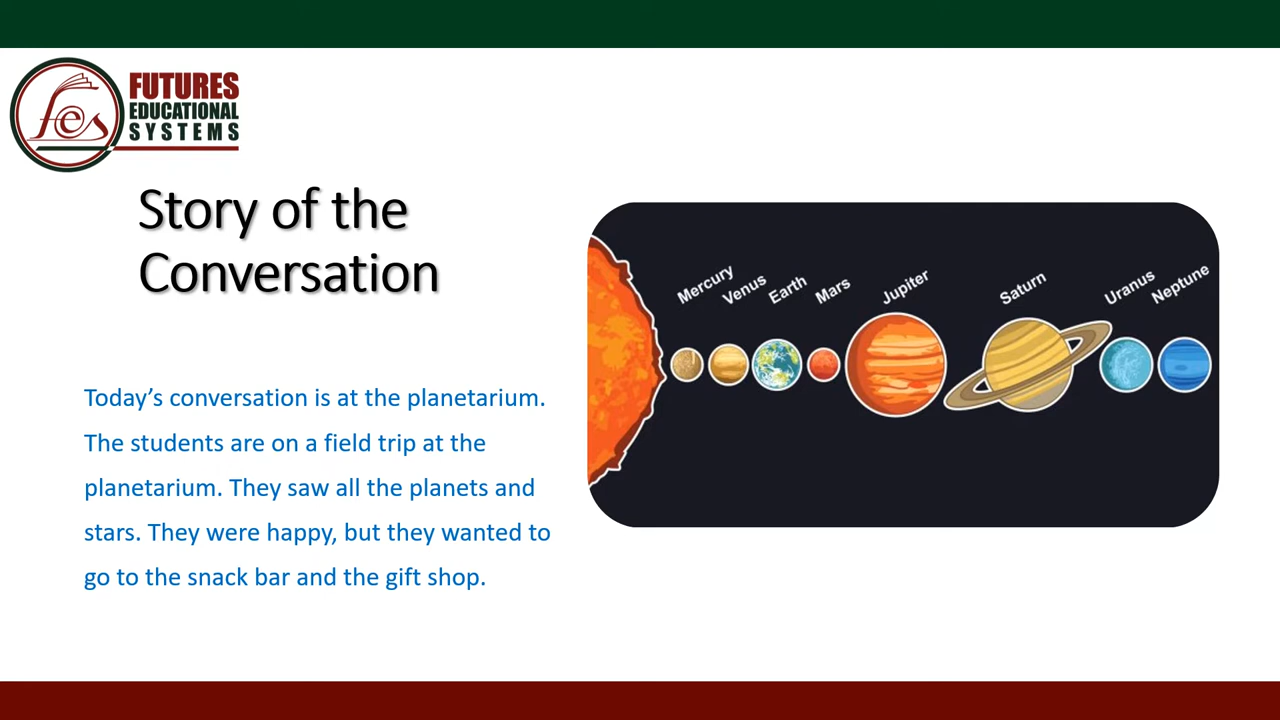 fes
FUTURES
EDUCATIONAL
SYSTEMS
Story of the
Conversation
Today’s conversation is at the planetarium.
The students are on a field trip at the
planetarium. They saw all the planets and
stars. They were happy, but they wanted to
go to the snack bar and the gift shop.
Mercury
Venus
Earth
Mars
Jupiter
Saturn
Uranus
Neptune